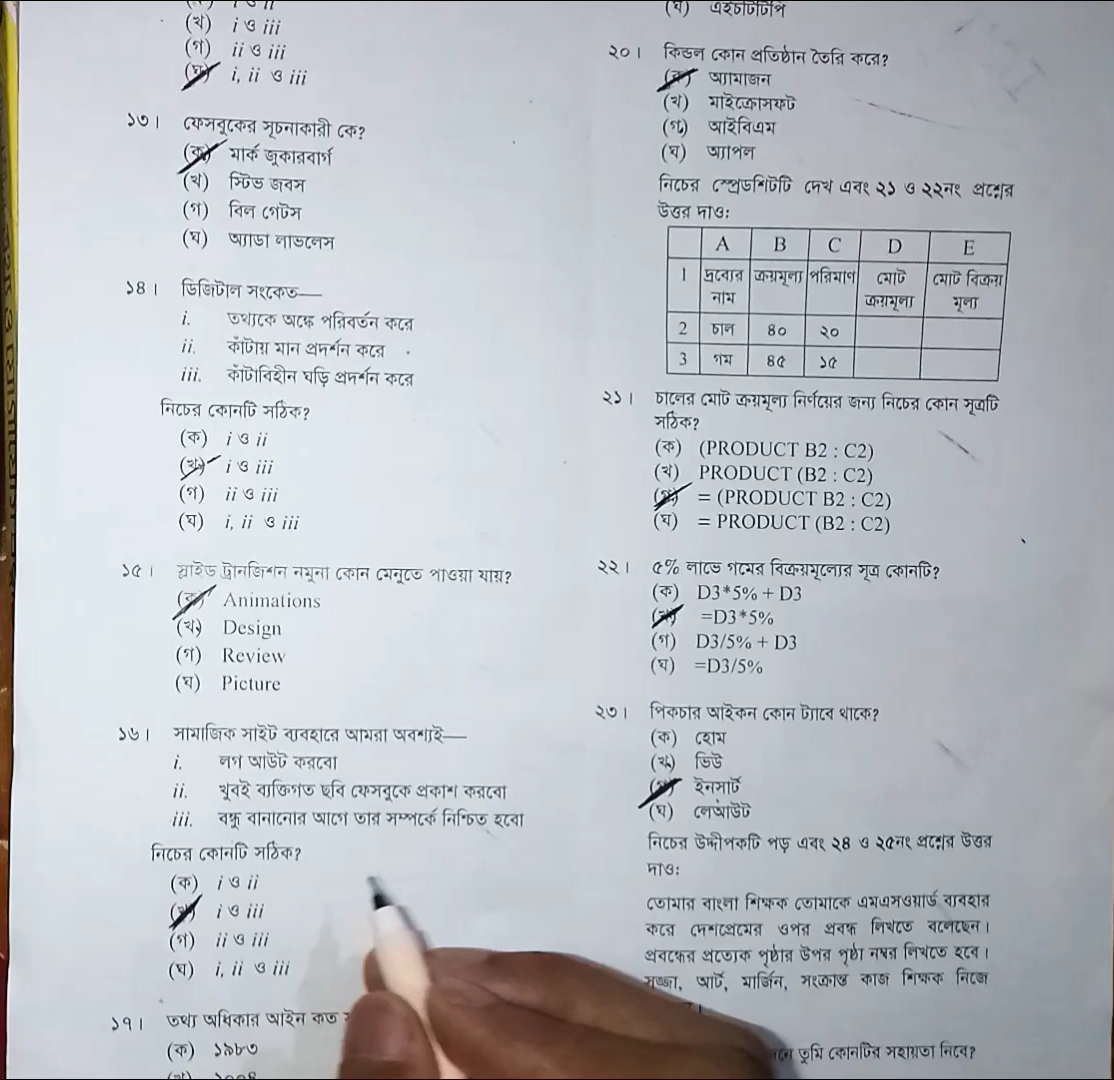 (খ) i ও iii
(গ) ii ও iii
(ঘ) i, ii ও iii
১৩। ফেসবুকের সূচনাকারী কে?
(ক) মার্ক জুকারবার্গ
(খ) স্টিভ জবস
(গ) বিল গেটস
(ঘ) অ্যাডা লাভলেস
১৪। ডিজিটাল সংকেত—
i. তথ্যকে অঙ্কে পরিবর্তন করে
ii. কাঁটায় মান প্রদর্শন করে
iii. কাঁটাবিহীন ঘড়ি প্রদর্শন করে
নিচের কোনটি সঠিক?
(ক) i ও ii
(খ) i ও iii
(গ) ii ও iii
(ঘ) i, ii ও iii
১৫। স্লাইড ট্রানজিশন নমুনা কোন মেনুতে পাওয়া যায়?
(ক) Animations
(খ) Design
(গ) Review
(ঘ) Picture
১৬। সামাজিক সাইট ব্যবহারে আমরা অবশ্যই—
i. লগ আউট করবো
ii. খুবই ব্যক্তিগত ছবি ফেসবুকে প্রকাশ করবো
iii. বন্ধু বানানোর আগে তার সম্পর্কে নিশ্চিত হবো
নিচের কোনটি সঠিক?
(ক) i ও ii
(খ) i ও iii
(গ) ii ও iii
(ঘ) i, ii ও iii
১৭। তথ্য অধিকার আইন কত
(ক) ১৯৮৩
(ঘ) এইচটিটিপি
২০। কিন্ডল কোন প্রতিষ্ঠান তৈরি করে?
(ক) অ্যামাজন
(খ) মাইক্রোসফট
(গ) আইবিএম
(ঘ) অ্যাপল
নিচের স্প্রেডশিটটি দেখ এবং ২১ ও ২২নং প্রশ্নের
উত্তর দাও:
A B C D E
1 দ্রব্যের নাম ক্রয়মূল্য পরিমাণ মোট ক্রয়মূল্য মোট বিক্রয় মূল্য
2 চাল ৪০ ২০
3 গম ৪৫ ১৫
২১। চালের মোট ক্রয়মূল্য নির্ণয়ের জন্য নিচের কোন সূত্রটি
সঠিক?
(ক) (PRODUCT B2 : C2)
(খ) PRODUCT (B2 : C2)
(গ) = (PRODUCT B2 : C2)
(ঘ) = PRODUCT (B2 : C2)
২২। ৫% লাভে গমের বিক্রয়মূল্যের সূত্র কোনটি?
(ক) D3*5% + D3
(খ) =D3*5%
(গ) D3/5% + D3
(ঘ) =D3/5%
২৩। পিকচার আইকন কোন ট্যাবে থাকে?
(ক) হোম
(খ) ভিউ
(গ) ইনসার্ট
(ঘ) লেআউট
নিচের উদ্দীপকটি পড় এবং ২৪ ও ২৫নং প্রশ্নের উত্তর
দাও:
তোমার বাংলা শিক্ষক তোমাকে এমএসওয়ার্ড ব্যবহার
করে দেশপ্রেমের ওপর প্রবন্ধ লিখতে বলেছেন।
প্রবন্ধের প্রত্যেক পৃষ্ঠার উপর পৃষ্ঠা নম্বর লিখতে হবে।
সজ্জা, আর্ট, মার্জিন, সংক্রান্ত কাজ শিক্ষক নিজে
তুমি কোনটির সহায়তা নিবে?